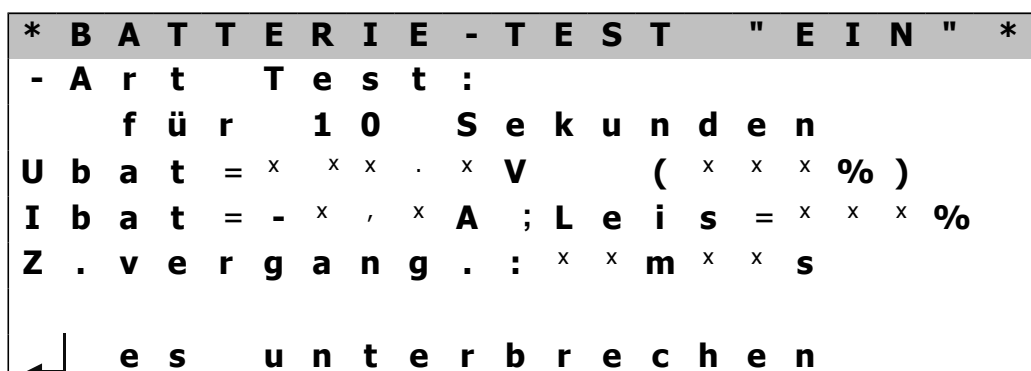 *BATTERIE-TEST "EIN"*
-Art Test:
für 10 Sekunden
Ubat=x xx.xV (xxx%)
Ibat=-x,xA;Leis=xxx%
Z.vergang.:xxmxxs
↵ es unterbrechen